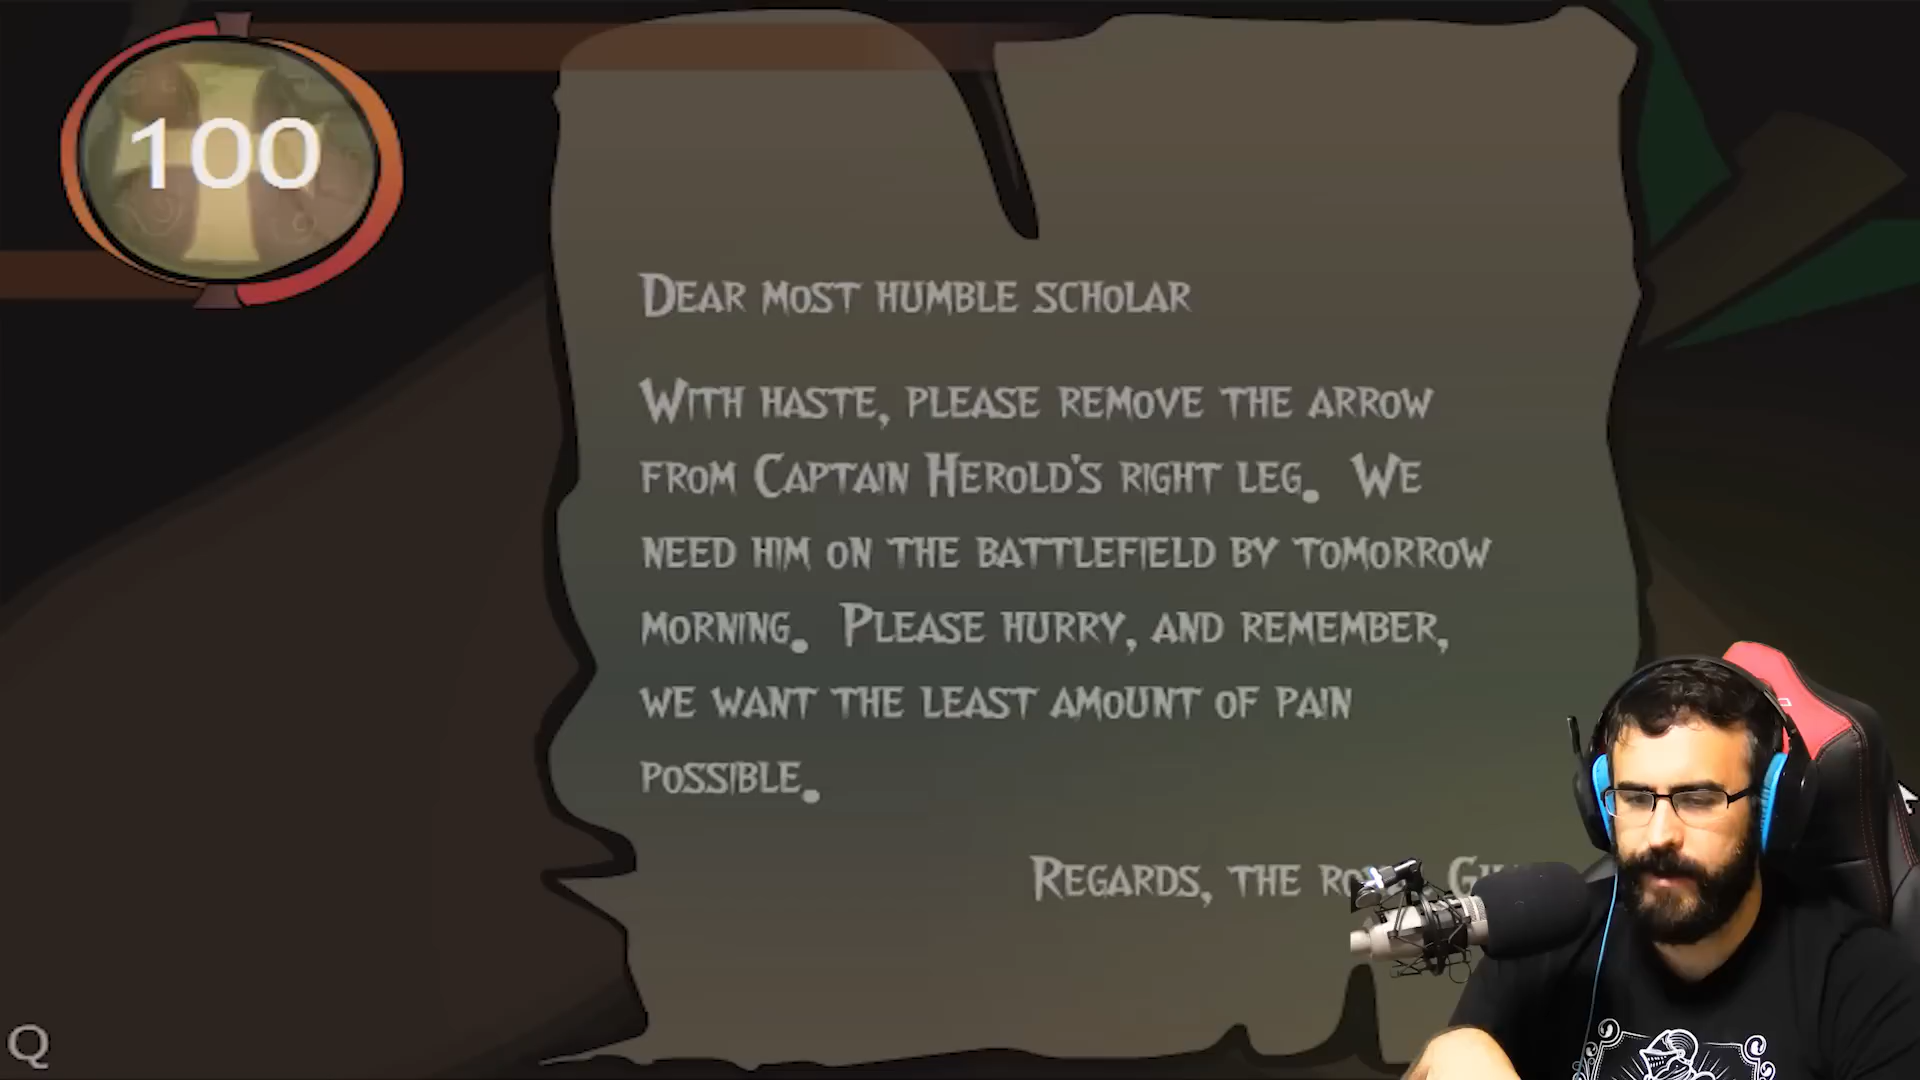 100
Dear most humble scholar
With haste, please remove the arrow
from Captain Herold's right leg. We
need him on the battlefield by tomorrow
morning. Please hurry, and remember,
we want the least amount of pain
possible.
Regards, the
Q